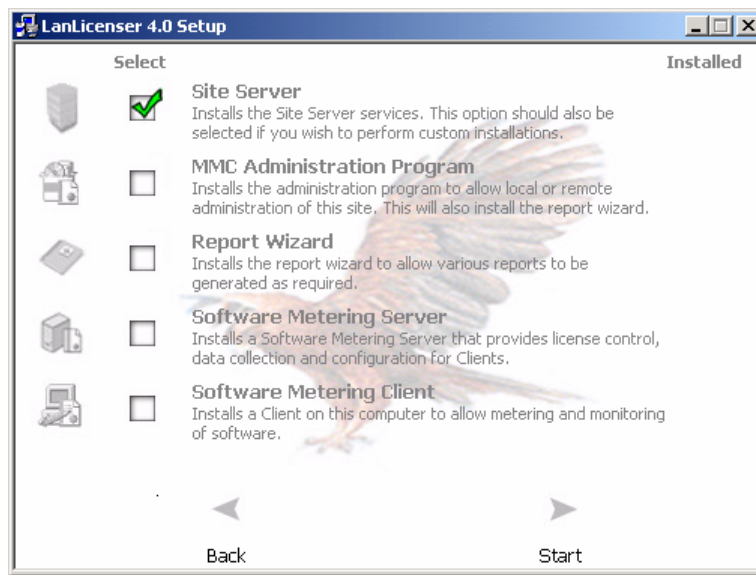 LanLicenser 4.0 Setup
Select Installed
Site Server
Installs the Site Server services. This option should also be
selected if you wish to perform custom installations.
MMC Administration Program
Installs the administration program to allow local or remote
administration of this site. This will also install the report wizard.
Report Wizard
Installs the report wizard to allow various reports to be
generated as required.
Software Metering Server
Installs a Software Metering Server that provides license control,
data collection and configuration for Clients.
Software Metering Client
Installs a Client on this computer to allow metering and monitoring
of software.
Back Start